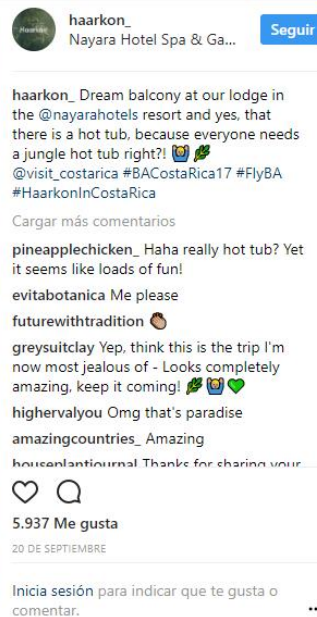 haarkon_
Nayara Hotel Spa & Ga...
Seguir
haarkon_ Dream balcony at our lodge in
the @nayarahotels resort and yes, that
there is a hot tub, because everyone needs
a jungle hot tub right?! 🙆‍♂️🌿
@visit_costarica #BACostaRica17 #FlyBA
#HaarkonInCostaRica
Cargar más comentarios
pineapplechicken_ Haha really hot tub? Yet
it seems like loads of fun!
evitabotanica Me please
futurewithtradition 👏🏽
greysuitclay Yep, think this is the trip I'm
now most jealous of - Looks completely
amazing, keep it coming! 🌿🙌💚
highervalyou Omg that's paradise
amazingcountries_ Amazing
houseplantjournal Thanks for sharing your
5.937 Me gusta
20 DE SEPTIEMBRE
Inicia sesión para indicar que te gusta o
comentar.